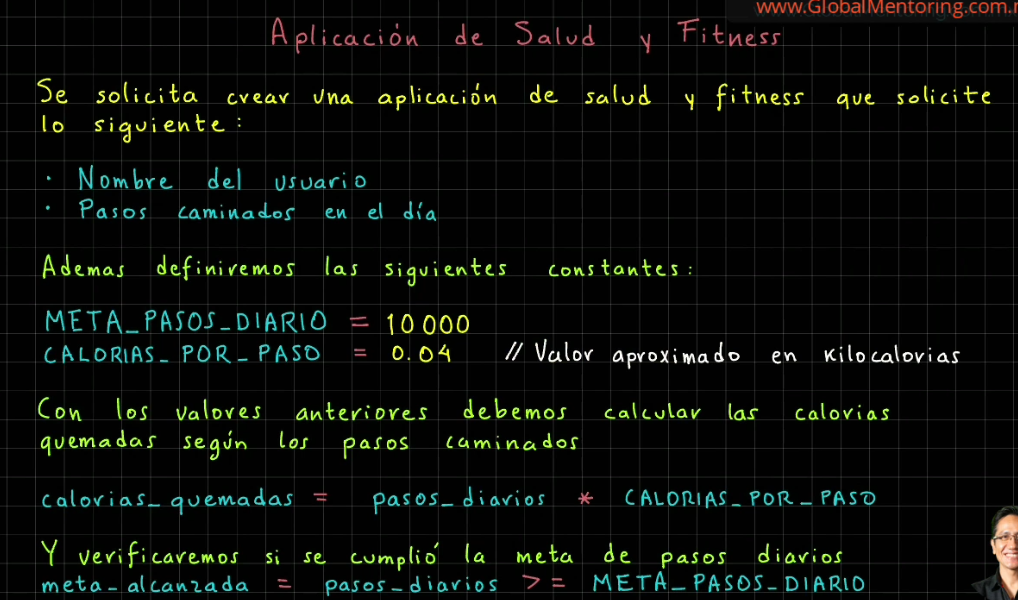 www.GlobalMentoring.com.m
Aplicación de Salud y Fitness
Se solicita crear una aplicación de salud y fitness que solicite
lo siguiente:
· Nombre del usuario
· Pasos caminados en el día
Ademas definiremos las siguientes constantes:
META_PASOS_DIARIO = 10000
CALORIAS_POR_PASO = 0.04 // Valor aproximado en kilocalorias
Con los valores anteriores debemos calcular las calorias
quemadas según los pasos caminados
calorias_quemadas = pasos_diarios * CALORIAS_POR_PASO
Y verificaremos si se cumplió la meta de pasos diarios
meta_alcanzada = pasos_diarios >= META_PASOS_DIARIO